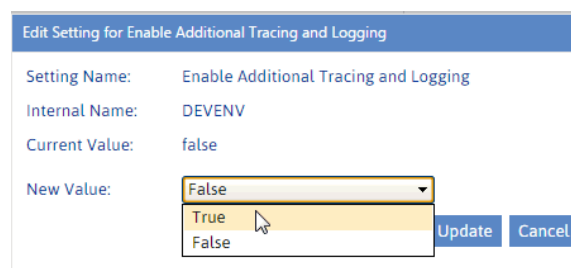 Edit Setting for Enable Additional Tracing and Logging
Setting Name: Enable Additional Tracing and Logging
Internal Name: DEVENV
Current Value: false
New Value: False
True
False
Update Cancel